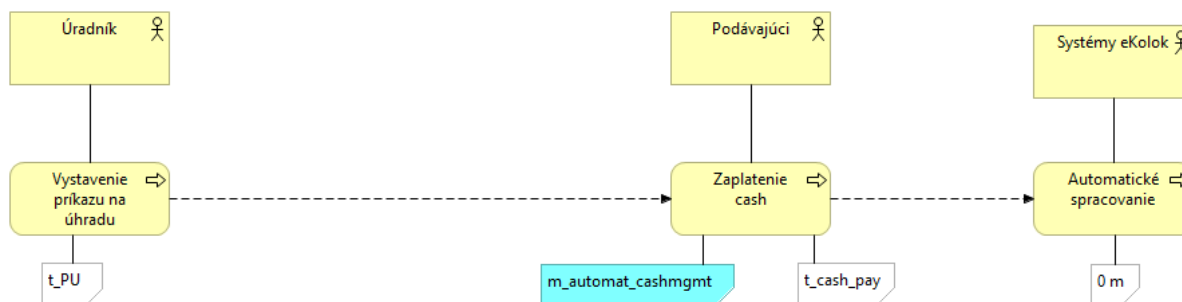 Úradník
Podávajúci
Systémy eKolok
Vystavenie
príkazu na
úhradu
Zaplatenie
cash
Automatické
spracovanie
t_PU
m_automat_cashmgmt
t_cash_pay
0 m